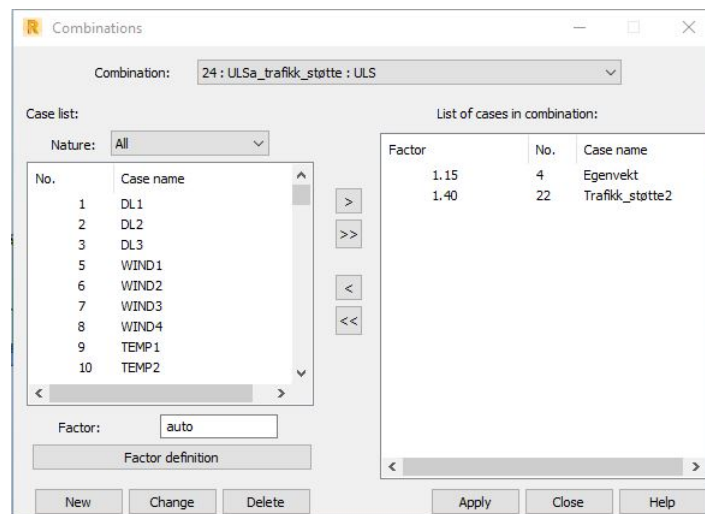 R Combinations
Combination: 24 : ULSa_trafikk_støtte : ULS
Case list:
Nature: All
No. Case name
1 DL1
2 DL2
3 DL3
5 WIND1
6 WIND2
7 WIND3
8 WIND4
9 TEMP1
10 TEMP2
>
>>
<
<<
List of cases in combination:
Factor No. Case name
1.15 4 Egenvekt
1.40 22 Trafikk_støtte2
Factor: auto
Factor definition
New Change Delete Apply Close Help